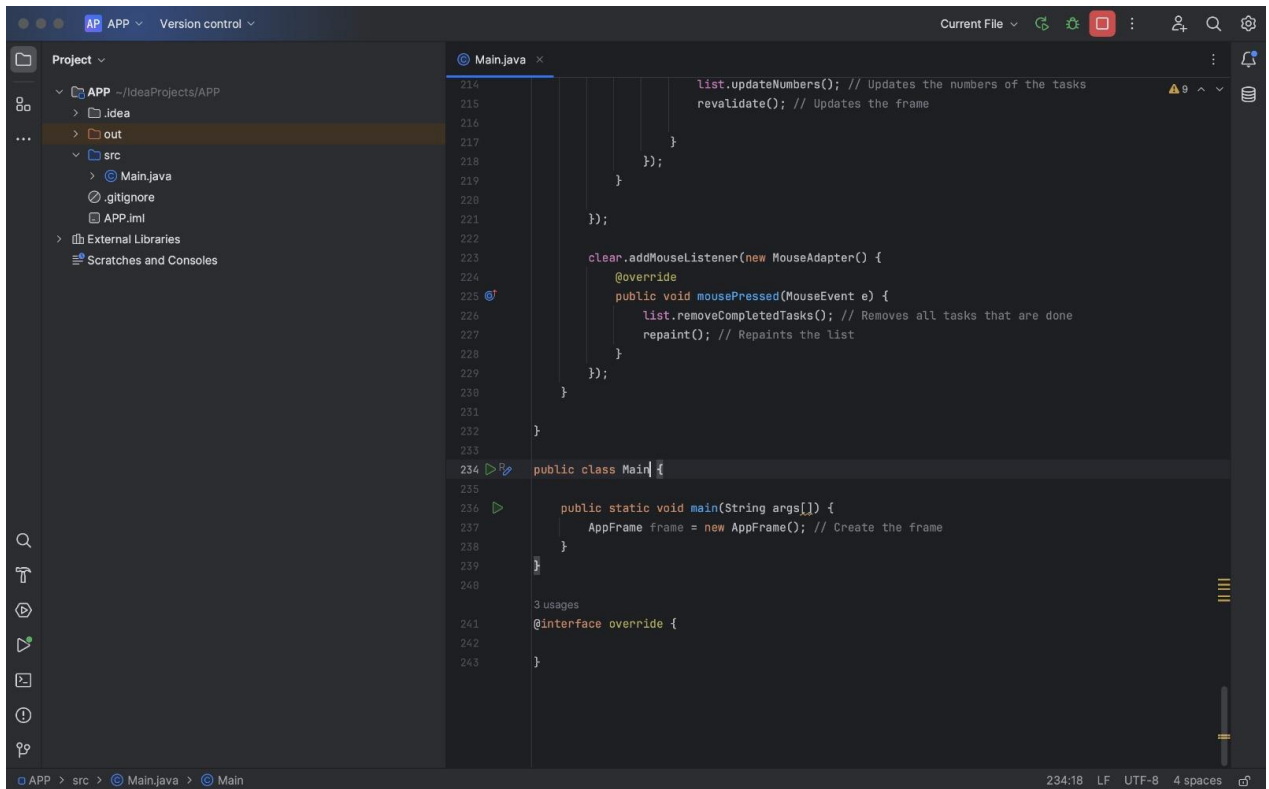 AP APP Version control Current File
Project
APP ~/IdeaProjects/APP
.idea
out
src
Main.java
.gitignore
APP.iml
External Libraries
Scratches and Consoles
Main.java
9
214 list.updateNumbers(); // Updates the numbers of the tasks
215 revalidate(); // Updates the frame
216
217 }
218 });
219 }
220
221 });
222
223 clear.addMouseListener(new MouseAdapter() {
224 @override
225 public void mousePressed(MouseEvent e) {
226 list.removeCompletedTasks(); // Removes all tasks that are done
227 repaint(); // Repaints the list
228 }
229 });
230 }
231
232 }
233
234 public class Main {
235
236 public static void main(String args[]) {
237 AppFrame frame = new AppFrame(); // Create the frame
238 }
239 }
240
3 usages
241 @interface override {
242
243 }
APP > src > Main.java > Main 234:18 LF UTF-8 4 spaces